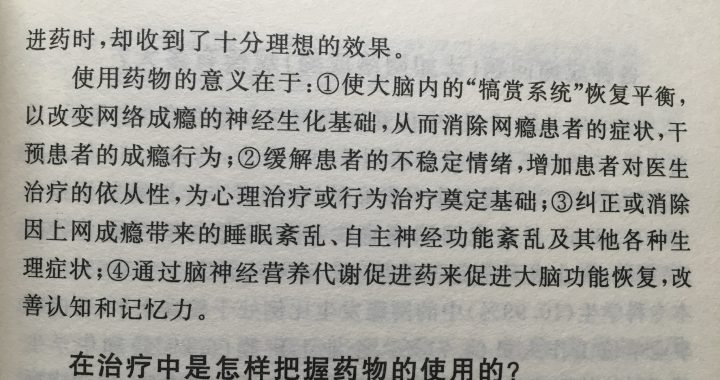 进药时，却收到了十分理想的效果。
使用药物的意义在于：①使大脑内的“犒赏系统”恢复平衡，
以改变网络成瘾的神经生化基础，从而消除网瘾患者的症状，干
预患者的成瘾行为；②缓解患者的不稳定情绪，增加患者对医生
治疗的依从性，为心理治疗或行为治疗奠定基础；③纠正或消除
因上网成瘾带来的睡眠紊乱、自主神经功能紊乱及其他各种生
理症状；④通过脑神经营养代谢促进药来促进大脑功能恢复，改
善认知和记忆力。
在治疗中是怎样把握药物的使用的？